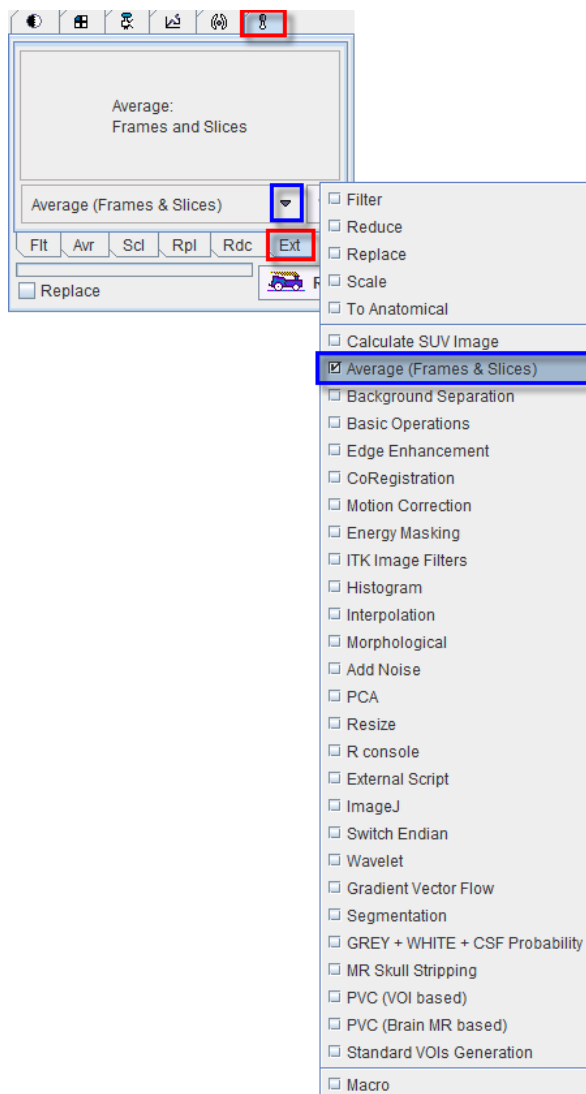 Average:
Frames and Slices
Average (Frames & Slices)
Flt Avr Scl Rpl Rdc Ext
Replace
Filter
Reduce
Replace
Scale
To Anatomical
Calculate SUV Image
Average (Frames & Slices)
Background Separation
Basic Operations
Edge Enhancement
CoRegistration
Motion Correction
Energy Masking
ITK Image Filters
Histogram
Interpolation
Morphological
Add Noise
PCA
Resize
R console
External Script
ImageJ
Switch Endian
Wavelet
Gradient Vector Flow
Segmentation
GREY + WHITE + CSF Probability
MR Skull Stripping
PVC (VOI based)
PVC (Brain MR based)
Standard VOIs Generation
Macro